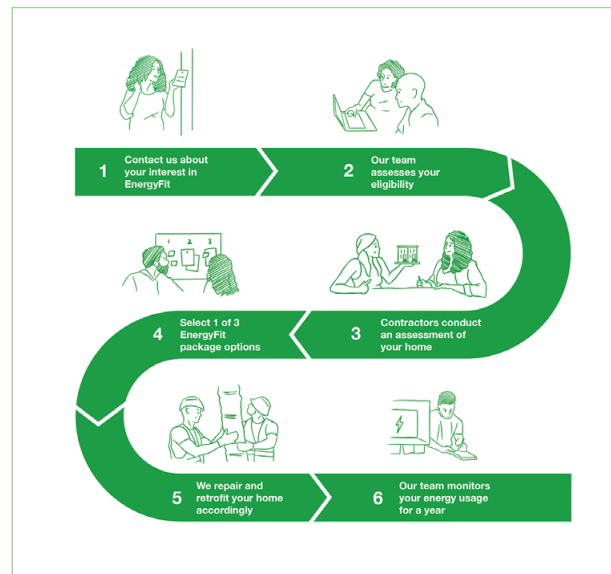 1
Contact us about
your interest in
EnergyFit
2
Our team
assesses your
eligibility
1 2 3
3
Contractors conduct
an assessment of
your home
4
Select 1 of 3
EnergyFit
package options
5
We repair and
retrofit your home
accordingly
6
Our team monitors
your energy usage
for a year